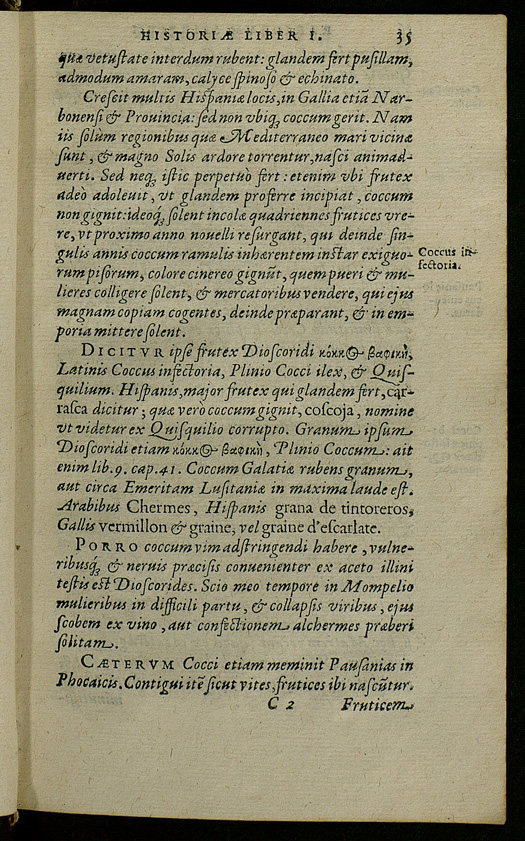 HISTORIÆ LIBER I. 35
quæ vetustate interdum rubent: glandem fert pusillam,
admodum amaram, calyce spinoso & echinato.
Crescit multis Hispaniæ locis, in Gallia etiã Nar-
bonensi & Prouincia: sed non vbiq; coccum gerit. Nam
iis solùm regionibus quæ Mediterraneo mari vicinæ
sunt, & magno Solis ardore torrentur, nasci animad-
uerti. Sed neq; istic perpetuò fert: etenim vbi frutex
adeò adoleuit, vt glandem proferre incipiat, coccum
non gignit: ideoq; solent incolæ quadriennes frutices vre-
re, vt proximo anno nouelli resurgant, qui deinde sin-
gulis annis coccum ramulis inhærentem instar exiguo-
Coccus in-
fectoria.
rum pisorum, colore cinereo gignũt, quem pueri & mu-
lieres colligere solent, & mercatoribus vendere, qui ejus
magnam copiam cogentes, deinde præparant, & in em-
poria mittere solent.
DICITVR ipse frutex Dioscoridi κόκκος βαφική,
Latinis Coccus infectoria, Plinio Cocci ilex, & Quis-
quilium. Hispanis, major frutex qui glandem fert, car-
rasca dicitur; quæ verò coccum gignit, coscoja, nomine
vt videtur ex Quisquilio corrupto. Granum ipsum
Dioscoridi etiam κόκκος βαφική, Plinio Coccum: ait
enim lib. 9. cap. 41. Coccum Galatiæ rubens granum,
aut circa Emeritam Lusitaniæ in maxima laude est.
Arabibus Chermes, Hispanis grana de tintoreros,
Gallis vermillon & graine, vel graine d'escarlate.
PORRO coccum vim adstringendi habere, vulne-
ribusq; & neruis præcisis convenienter ex aceto illini
testis est Dioscorides. Scio meo tempore in Mompelio
mulieribus in difficili partu, & collapsis viribus, ejus
scobem ex vino, aut confectionem alchermes præberi
solitam.
CÆTERVM Cocci etiam meminit Pausanias in
Phocaicis. Contigui itẽ sicut vites, frutices ibi nascũtur.
C 2 Fruticem